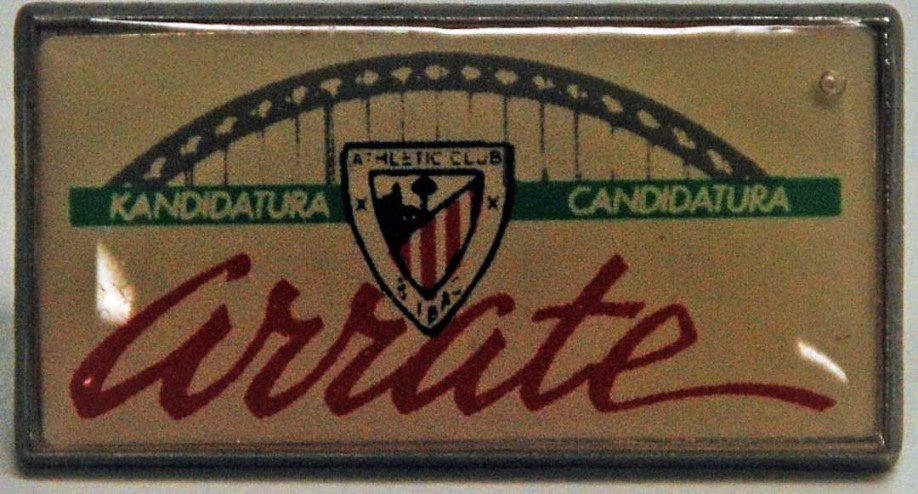 KANDIDATURA
ATHLETIC CLUB
BILBAO
CANDIDATURA
arrate